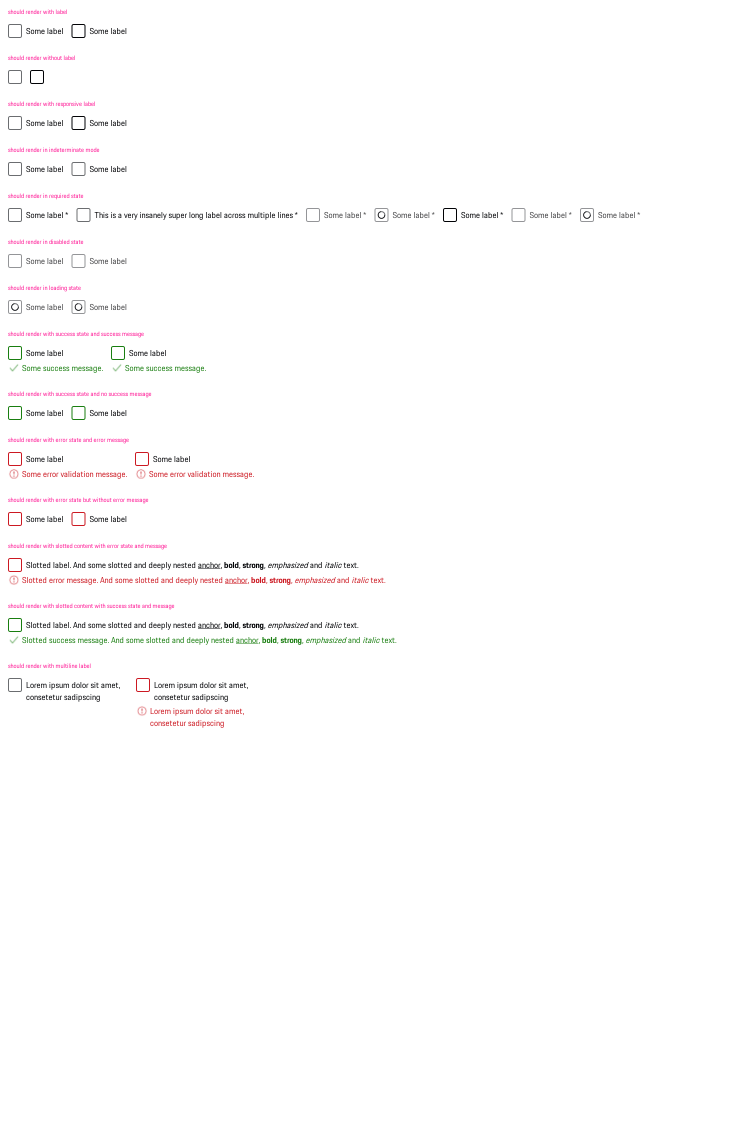 should render with label
Some label Some label
should render without label
should render with responsive label
Some label Some label
should render in indeterminate mode
Some label Some label
should render in required state
Some label * This is a very insanely super long label across multiple lines * Some label * Some label * Some label * Some label * Some label *
should render in disabled state
Some label Some label
should render in loading state
Some label Some label
should render with success state and success message
Some label Some label
Some success message. Some success message.
should render with success state and no success message
Some label Some label
should render with error state and error message
Some label Some label
Some error validation message. Some error validation message.
should render with error state but without error message
Some label Some label
should render with slotted content with error state and message
Slotted label. And some slotted and deeply nested anchor, bold, strong, emphasized and italic text.
Slotted error message. And some slotted and deeply nested anchor, bold, strong, emphasized and italic text.
should render with slotted content with success state and message
Slotted label. And some slotted and deeply nested anchor, bold, strong, emphasized and italic text.
Slotted success message. And some slotted and deeply nested anchor, bold, strong, emphasized and italic text.
should render with multiline label
Lorem ipsum dolor sit amet, Lorem ipsum dolor sit amet,
consetetur sadipscing consetetur sadipscing
Lorem ipsum dolor sit amet,
consetetur sadipscing